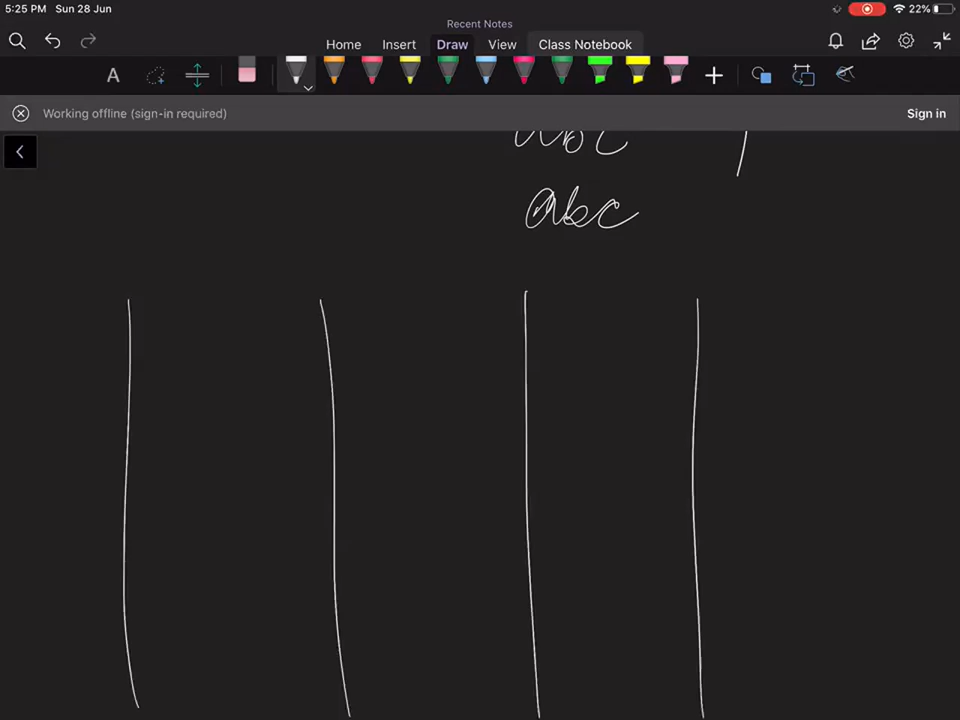 5:25 PM Sun 28 Jun 22%
Recent Notes
Home Insert Draw View Class Notebook
A
Working offline (sign-in required) Sign in
abc
abc